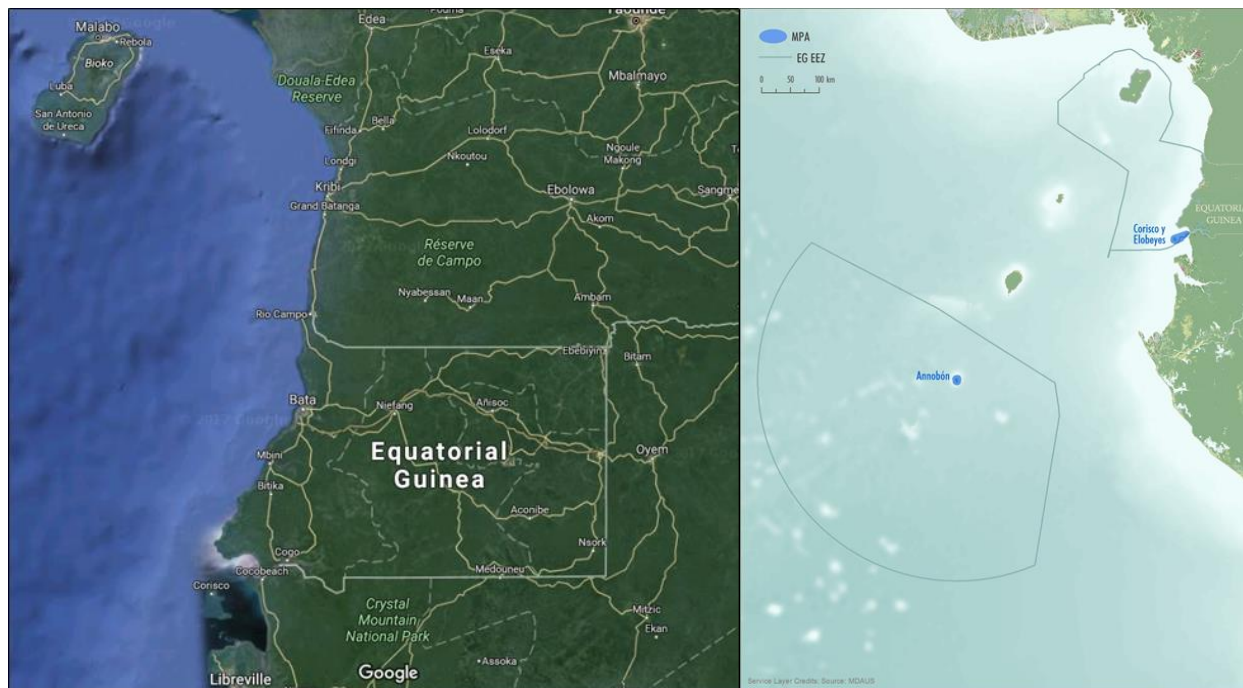 Malabo
Rebola
Bioko
Luba
San Antonio
de Ureca
Edea
Eseka
Mbalmayo
Douala-Edea
Reserve
Fifinda
Bella
Lolodorf
Ngoule
Makong
Londgi
Nkoutou
Kribi
Ebolowa
Sangme
Grand Batanga
Akom
Réserve
de Campo
Nyabessan
Maan
Ambam
Rio Campo
Ebebiyin
Bitam
Bata
Niefang
Añisoc
Equatorial
Guinea
Oyem
Mbini
Bitika
Aconibe
Nsork
Cogo
Cocobeach
Medouneu
Corisco
Crystal
Mountain
National Park
Mitzic
Ekan
Assoka
Google
Libreville
MPA
EG EEZ
0 50 100 km
EQUATORIA
GUINEA
Corisco y
Elobeyes
Annobón
Service Layer Credits: Source: MDAUS